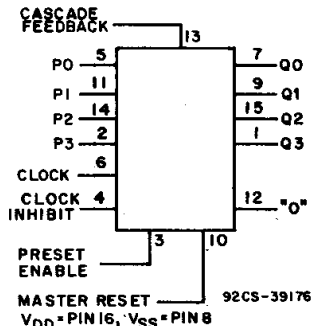 CASCADE
FEEDBACK
13
P0 5 7 Q0
P1 11 9 Q1
P2 14 15 Q2
P3 2 1 Q3
CLOCK 6
CLOCK
INHIBIT 4 12 "0"
3 10
PRESET
ENABLE
MASTER RESET 92CS-39176
VDD = PIN 16, VSS = PIN 8